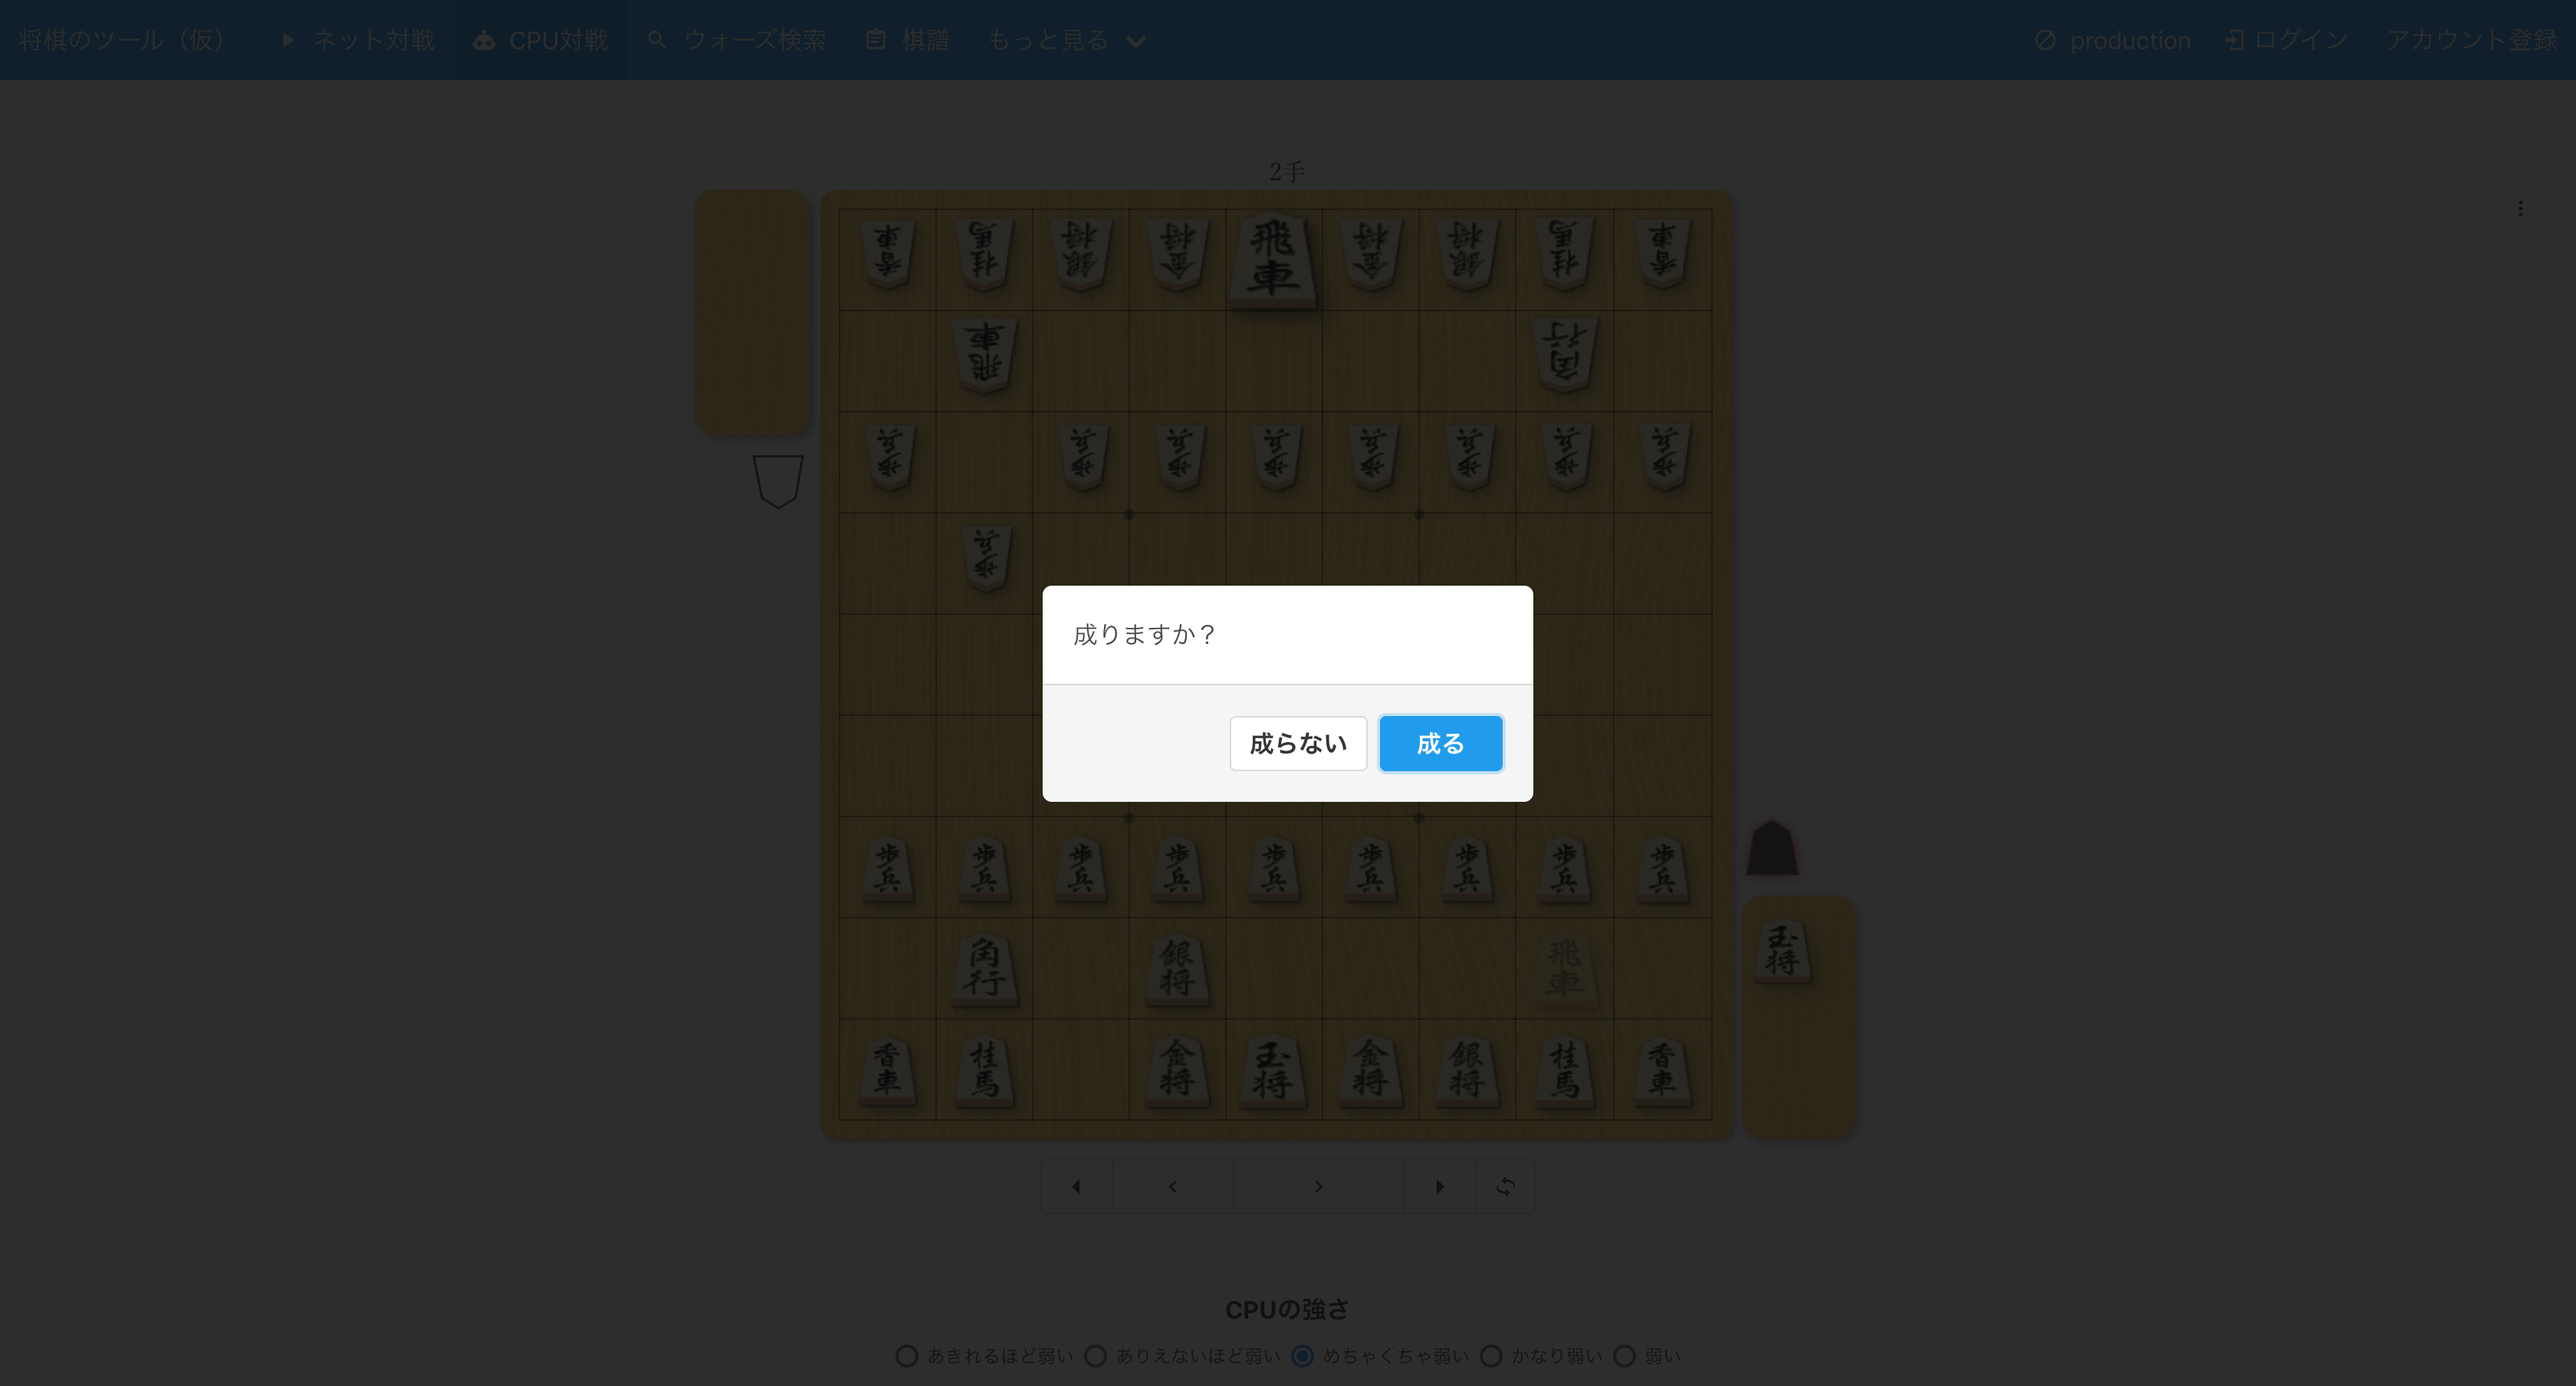 将棋のツール（仮） ネット対戦 CPU対戦 ウォーズ検索 棋譜 もっと見る production ログイン アカウント登録
2手
香車 桂馬 銀将 金将 飛車 金将 銀将 桂馬 香車
飛車 角行
歩兵 歩兵 歩兵 歩兵 歩兵 歩兵 歩兵 歩兵
歩兵
成りますか？
成らない 成る
歩兵 歩兵 歩兵 歩兵 歩兵 歩兵 歩兵 歩兵 歩兵
角行 銀将 飛車 玉将
香車 桂馬 金将 玉将 金将 銀将 桂馬 香車
CPUの強さ
あきれるほど弱い ありえないほど弱い めちゃくちゃ弱い かなり弱い 弱い